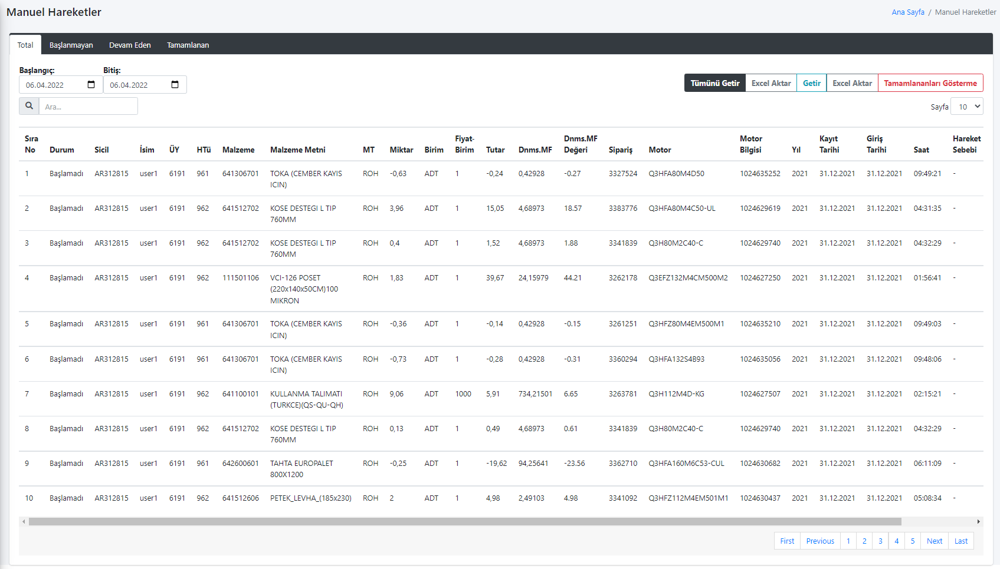 Manuel Hareketler
Ana Sayfa / Manuel Hareketler
Total Başlanmayan Devam Eden Tamamlanan
Başlangıç: Bitiş:
06.04.2022 06.04.2022
Tümünü Getir Excel Aktar Getir Excel Aktar Tamamlananları Gösterme
Ara... Sayfa 10
Sıra No Durum Sicil İsim ÜY HTü Malzeme Malzeme Metni MT Miktar Birim Fiyat-Birim Tutar Dnms.MF Dnms.MF Değeri Sipariş Motor Motor Bilgisi Yıl Kayıt Tarihi Giriş Tarihi Saat Hareket Sebebi
1 Başlamadı AR312815 user1 6191 961 641306701 TOKA (CEMBER KAYIS ICIN) ROH -0,63 ADT 1 -0,24 0,42928 -0.27 3327524 Q3HFA80M4D50 1024635252 2021 31.12.2021 31.12.2021 09:49:21 -
2 Başlamadı AR312815 user1 6191 962 641512702 KOSE DESTEGI L TIP 760MM ROH 3,96 ADT 1 15,05 4,68973 18.57 3383776 Q3HFA80M4C50-UL 1024629619 2021 31.12.2021 31.12.2021 04:31:35 -
3 Başlamadı AR312815 user1 6191 962 641512702 KOSE DESTEGI L TIP 760MM ROH 0,4 ADT 1 1,52 4,68973 1.88 3341839 Q3H80M2C40-C 1024629740 2021 31.12.2021 31.12.2021 04:32:29 -
4 Başlamadı AR312815 user1 6191 962 111501106 VCI-126 POSET (220x140x50CM)100 MIKRON ROH 1,83 ADT 1 39,67 24,15979 44.21 3262178 Q3EFZ132M4CM500M2 1024627250 2021 31.12.2021 31.12.2021 01:56:41 -
5 Başlamadı AR312815 user1 6191 961 641306701 TOKA (CEMBER KAYIS ICIN) ROH -0,36 ADT 1 -0,14 0,42928 -0.15 3261251 Q3HFZ80M4EM500M1 1024635210 2021 31.12.2021 31.12.2021 09:49:03 -
6 Başlamadı AR312815 user1 6191 961 641306701 TOKA (CEMBER KAYIS ICIN) ROH -0,73 ADT 1 -0,28 0,42928 -0.31 3360294 Q3HFA132S4B93 1024635056 2021 31.12.2021 31.12.2021 09:48:06 -
7 Başlamadı AR312815 user1 6191 962 641100101 KULLANMA TALIMATI (TURKCE)(QS-QU-QH) ROH 9,06 ADT 1000 5,91 734,21501 6.65 3263781 Q3H112M4D-KG 1024627507 2021 31.12.2021 31.12.2021 02:15:21 -
8 Başlamadı AR312815 user1 6191 962 641512702 KOSE DESTEGI L TIP 760MM ROH 0,13 ADT 1 0,49 4,68973 0.61 3341839 Q3H80M2C40-C 1024629740 2021 31.12.2021 31.12.2021 04:32:29 -
9 Başlamadı AR312815 user1 6191 961 642600601 TAHTA EUROPALET 800X1200 ROH -0,25 ADT 1 -19,62 94,25641 -23.56 3362710 Q3HFA160M6C53-CUL 1024630682 2021 31.12.2021 31.12.2021 06:11:09 -
10 Başlamadı AR312815 user1 6191 962 641512606 PETEK_LEVHA_(185x230) ROH 2 ADT 1 4,98 2,49103 4.98 3341092 Q3HFZ112M4EM501M1 1024630437 2021 31.12.2021 31.12.2021 05:08:34 -
First Previous 1 2 3 4 5 Next Last